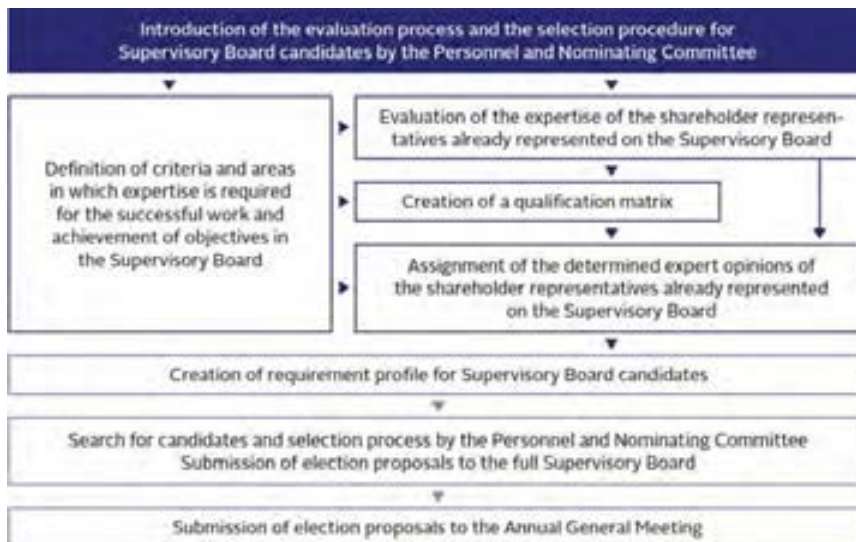 Introduction of the evaluation process and the selection procedure for
Supervisory Board candidates by the Personnel and Nominating Committee
Definition of criteria and areas
in which expertise is required
for the successful work and
achievement of objectives in
the Supervisory Board
Evaluation of the expertise of the shareholder represen-
tatives already represented on the Supervisory Board
Creation of a qualification matrix
Assignment of the determined expert opinions of
the shareholder representatives already represented
on the Supervisory Board
Creation of requirement profile for Supervisory Board candidates
Search for candidates and selection process by the Personnel and Nominating Committee
Submission of election proposals to the full Supervisory Board
Submission of election proposals to the Annual General Meeting